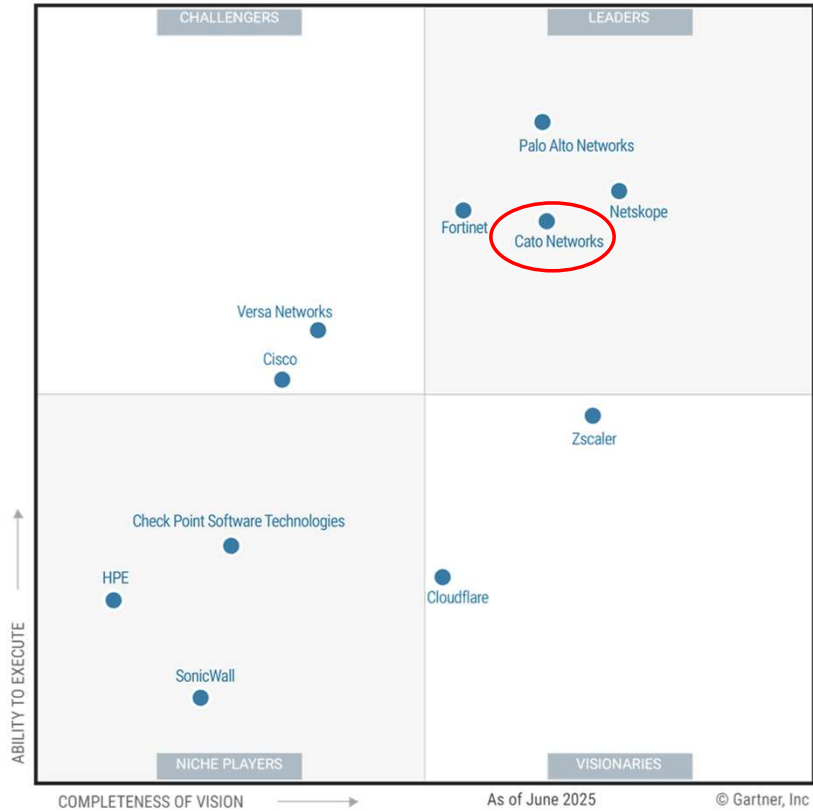 CHALLENGERS
LEADERS
Palo Alto Networks
Netskope
Fortinet
Cato Networks
Versa Networks
Cisco
Zscaler
Check Point Software Technologies
HPE
Cloudflare
SonicWall
NICHE PLAYERS
VISIONARIES
ABILITY TO EXECUTE
COMPLETENESS OF VISION
As of June 2025
© Gartner, Inc